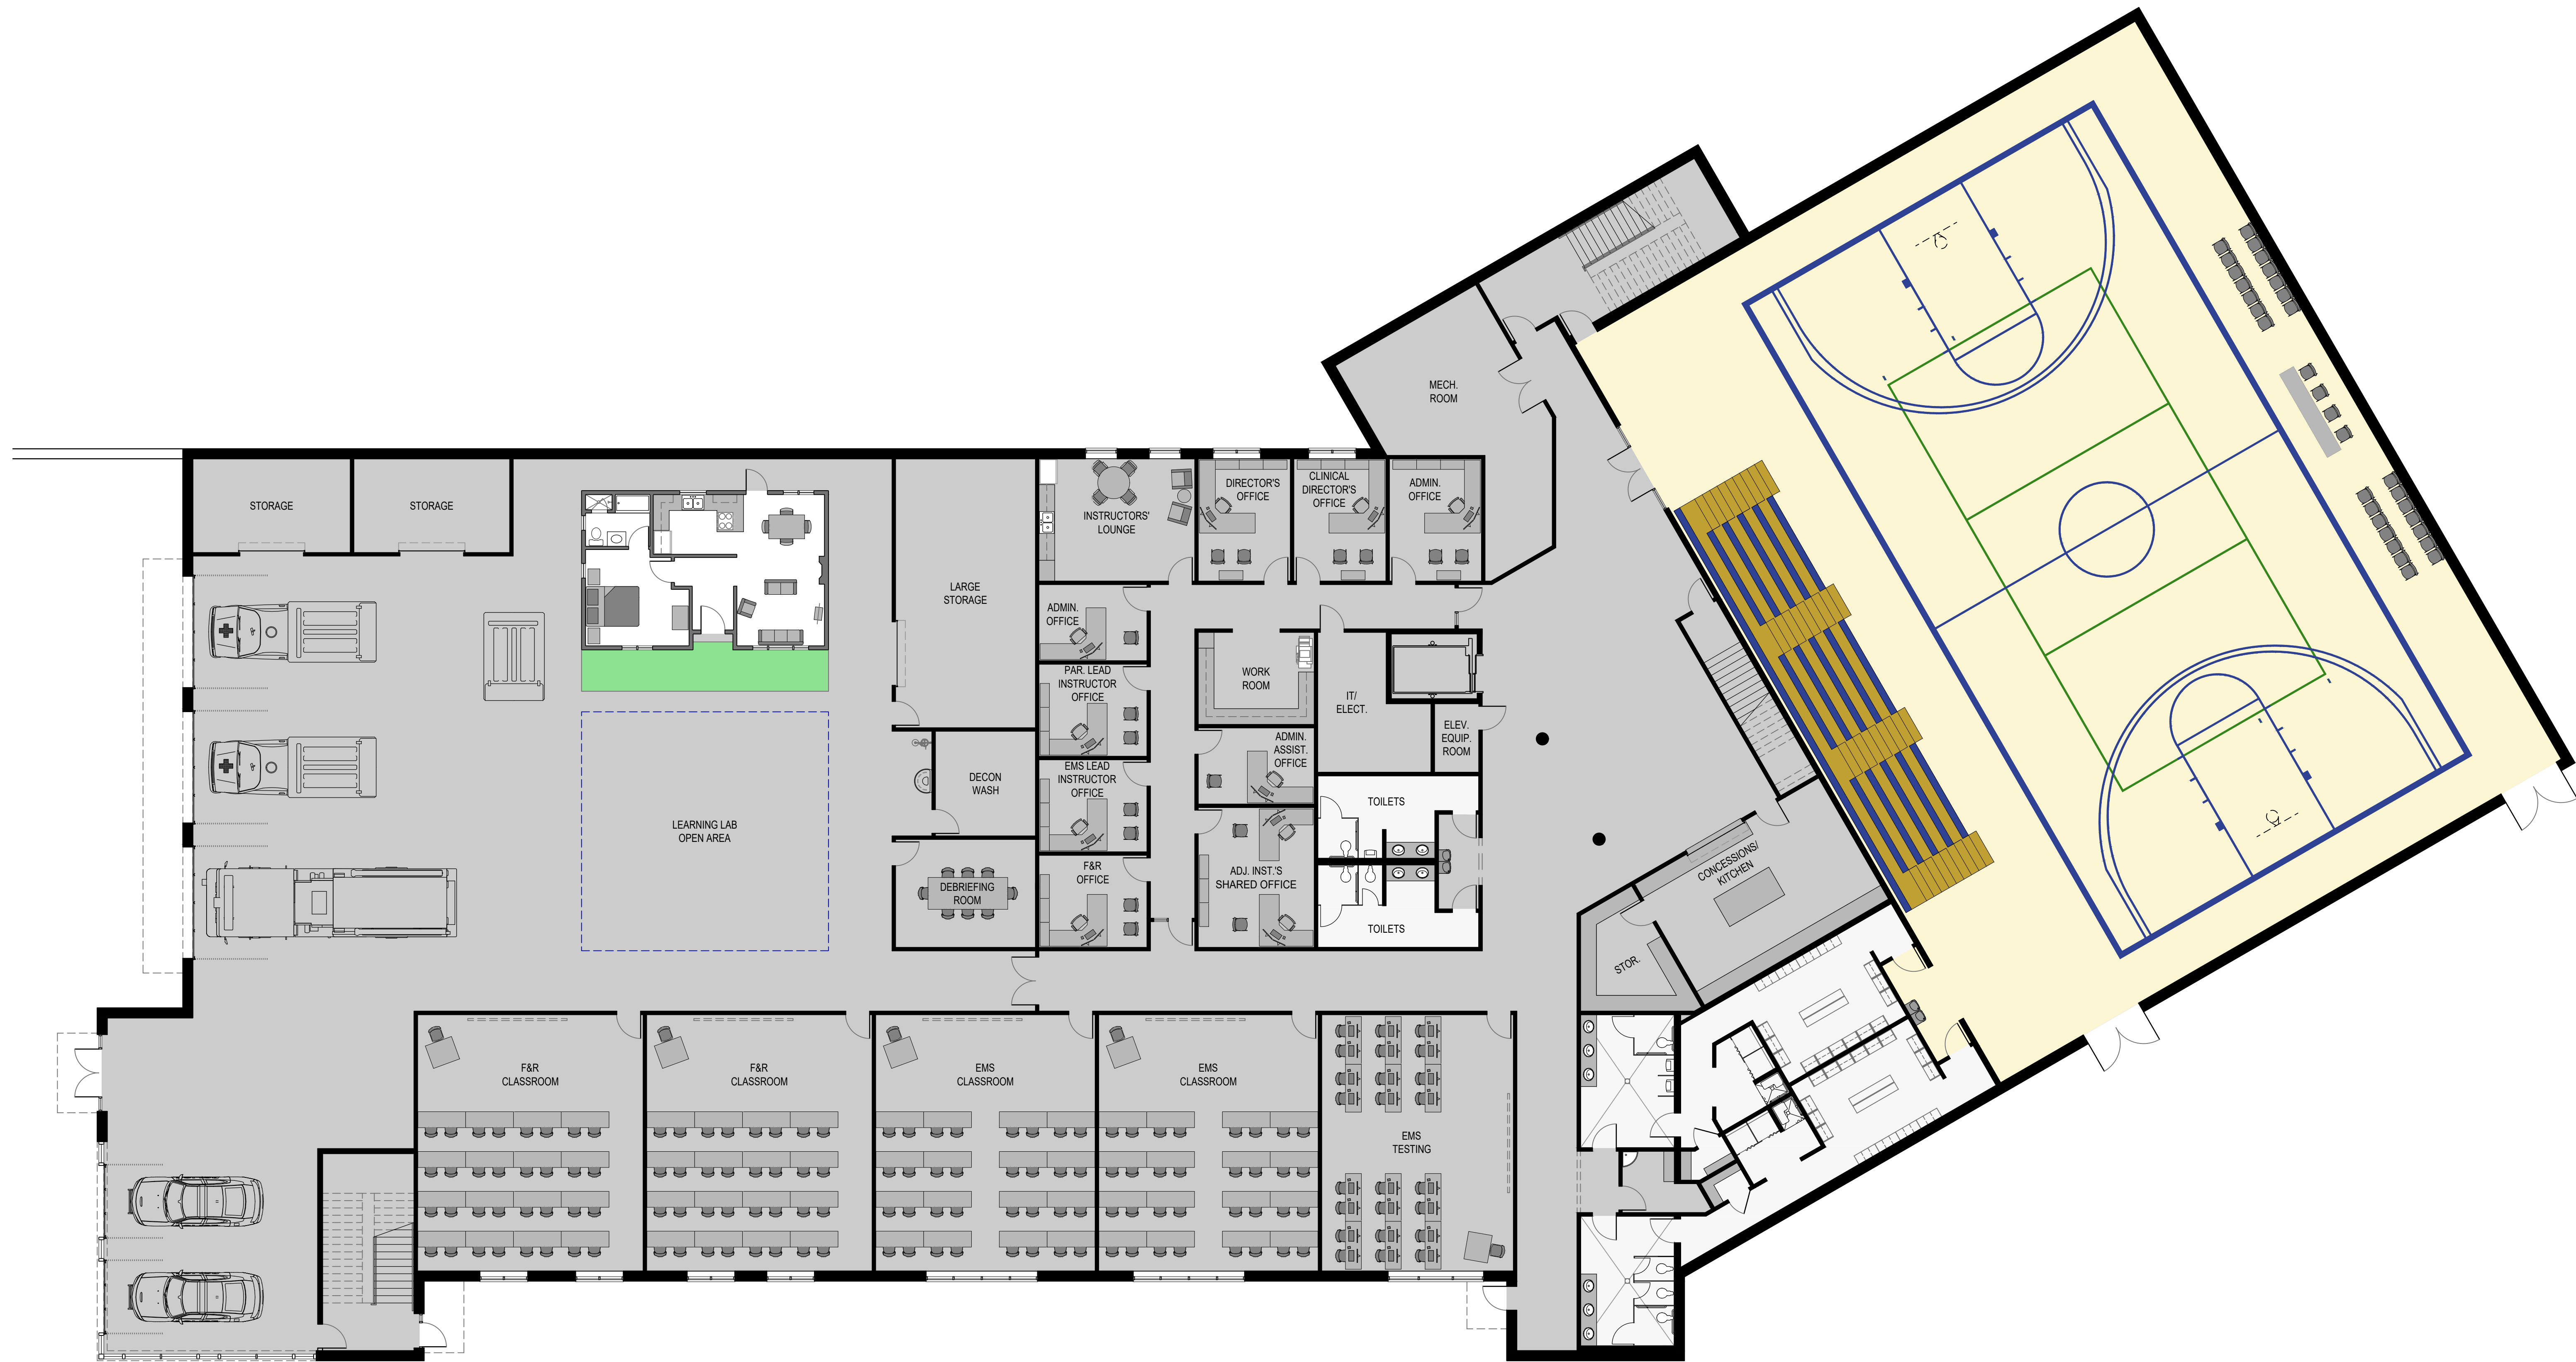 MECH.
ROOM
STORAGE
STORAGE
INSTRUCTORS'
LOUNGE
DIRECTOR'S
OFFICE
CLINICAL
DIRECTOR'S
OFFICE
ADMIN.
OFFICE
LARGE
STORAGE
ADMIN.
OFFICE
PAR. LEAD
INSTRUCTOR
OFFICE
WORK
ROOM
IT/
ELECT.
ELEV.
EQUIP.
ROOM
ADMIN.
ASSIST.
OFFICE
EMS LEAD
INSTRUCTOR
OFFICE
DECON
WASH
TOILETS
LEARNING LAB
OPEN AREA
F&R
OFFICE
ADJ. INST.'S
SHARED OFFICE
DEBRIEFING
ROOM
CONCESSIONS/
KITCHEN
TOILETS
STOR.
F&R
CLASSROOM
F&R
CLASSROOM
EMS
CLASSROOM
EMS
CLASSROOM
EMS
TESTING